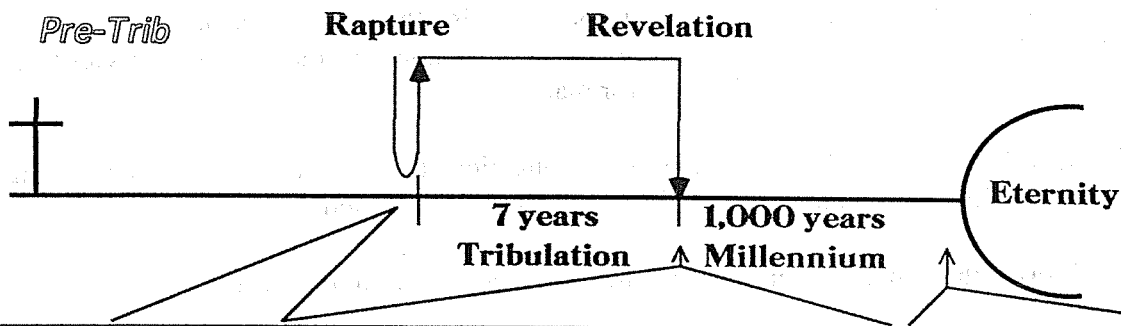 Pre-Trib
Rapture
Revelation
7 years
Tribulation
1,000 years
Millennium
Eternity